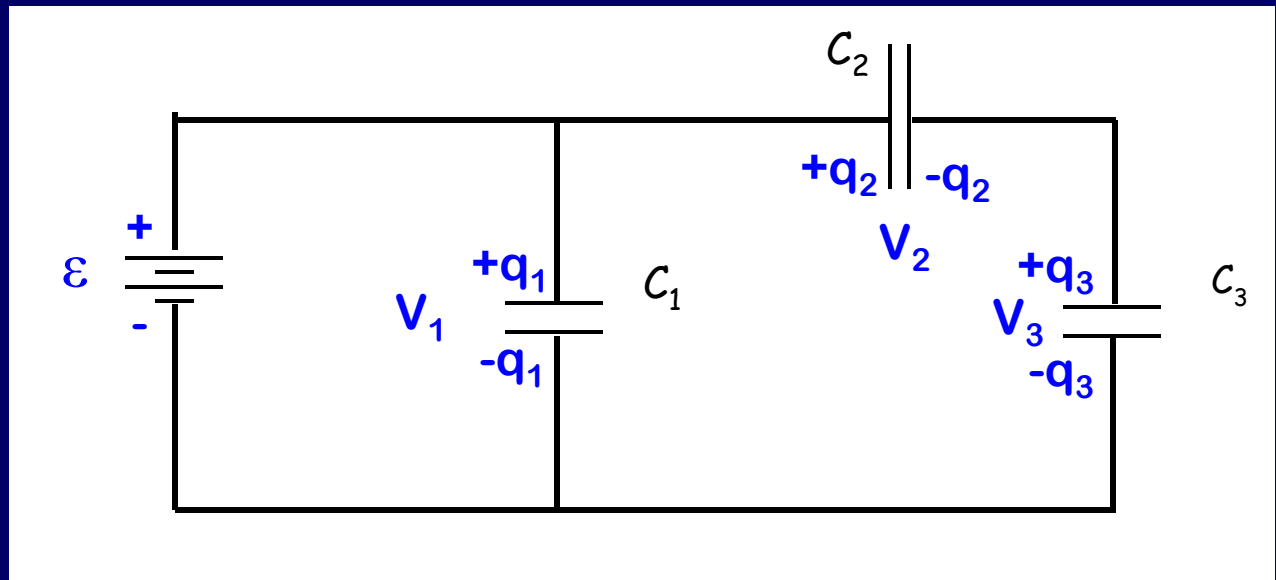 C₂
+q₂
-q₂
V₂
+
ε
-
+q₁
C₁
V₁
-q₁
+q₃
C₃
V₃
-q₃